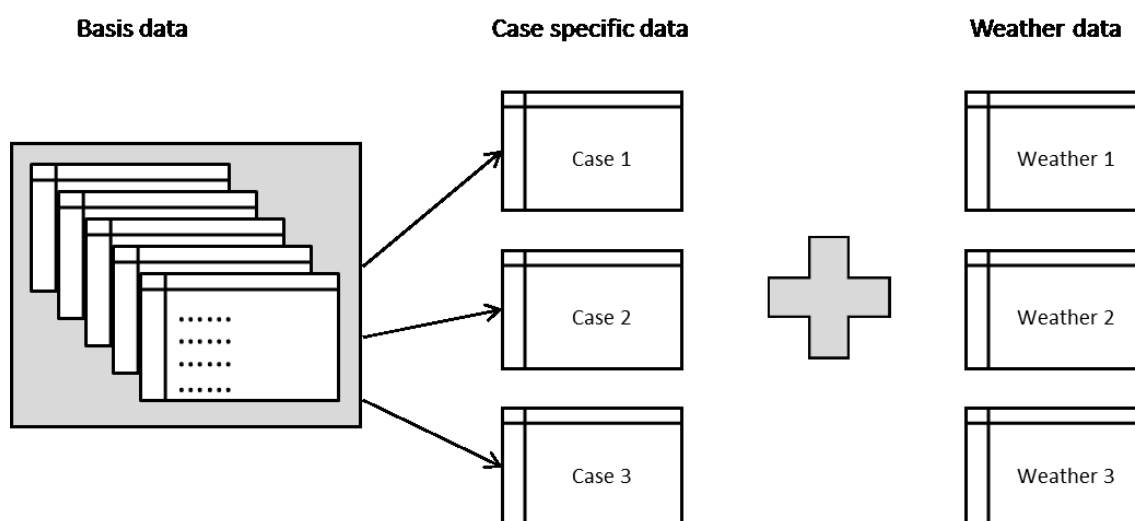 Basis data
Case specific data
Weather data
Case 1
Weather 1
Case 2
Weather 2
Case 3
Weather 3